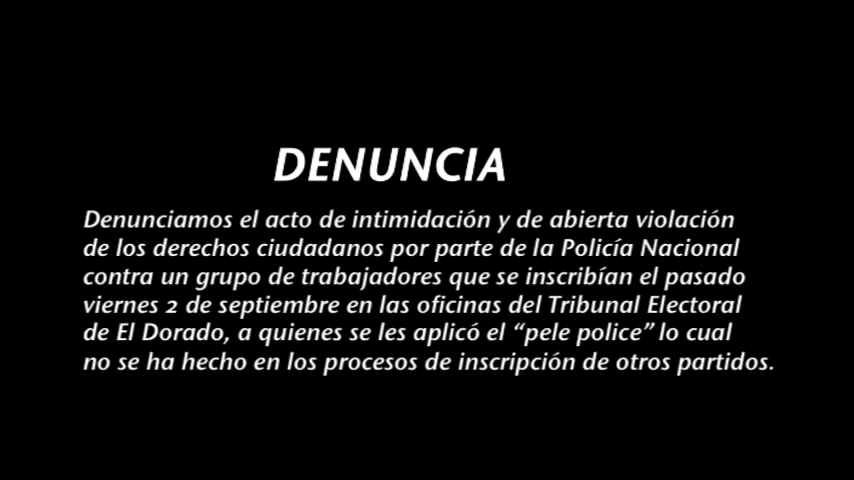 DENUNCIA
Denunciamos el acto de intimidación y de abierta violación
de los derechos ciudadanos por parte de la Policía Nacional
contra un grupo de trabajadores que se inscribían el pasado
viernes 2 de septiembre en las oficinas del Tribunal Electoral
de El Dorado, a quienes se les aplicó el “pele police” lo cual
no se ha hecho en los procesos de inscripción de otros partidos.